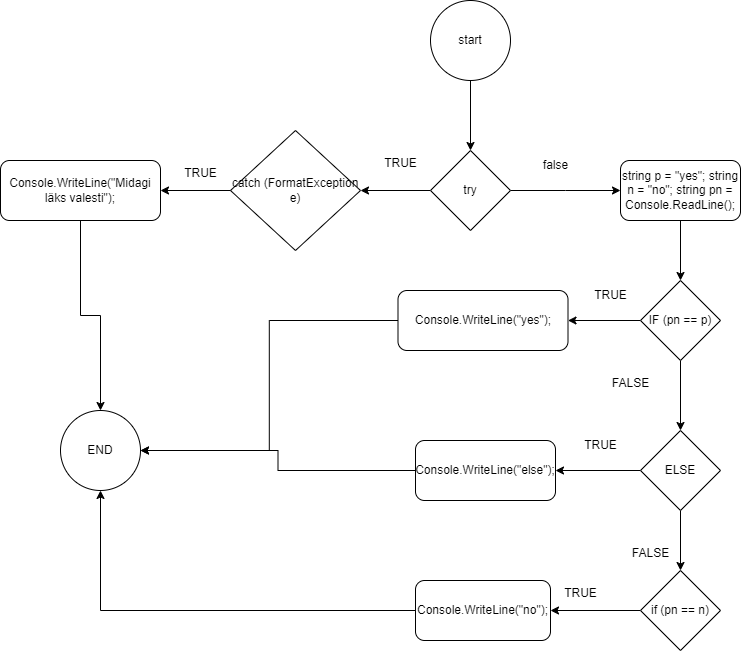 start
TRUE
false
TRUE
try
catch (FormatException
e)
Console.WriteLine("Midagi
läks valesti");
string p = "yes"; string
n = "no"; string pn =
Console.ReadLine();
TRUE
IF (pn == p)
Console.WriteLine("yes");
FALSE
TRUE
END
Console.WriteLine("else");
ELSE
FALSE
TRUE
Console.WriteLine("no");
if (pn == n)